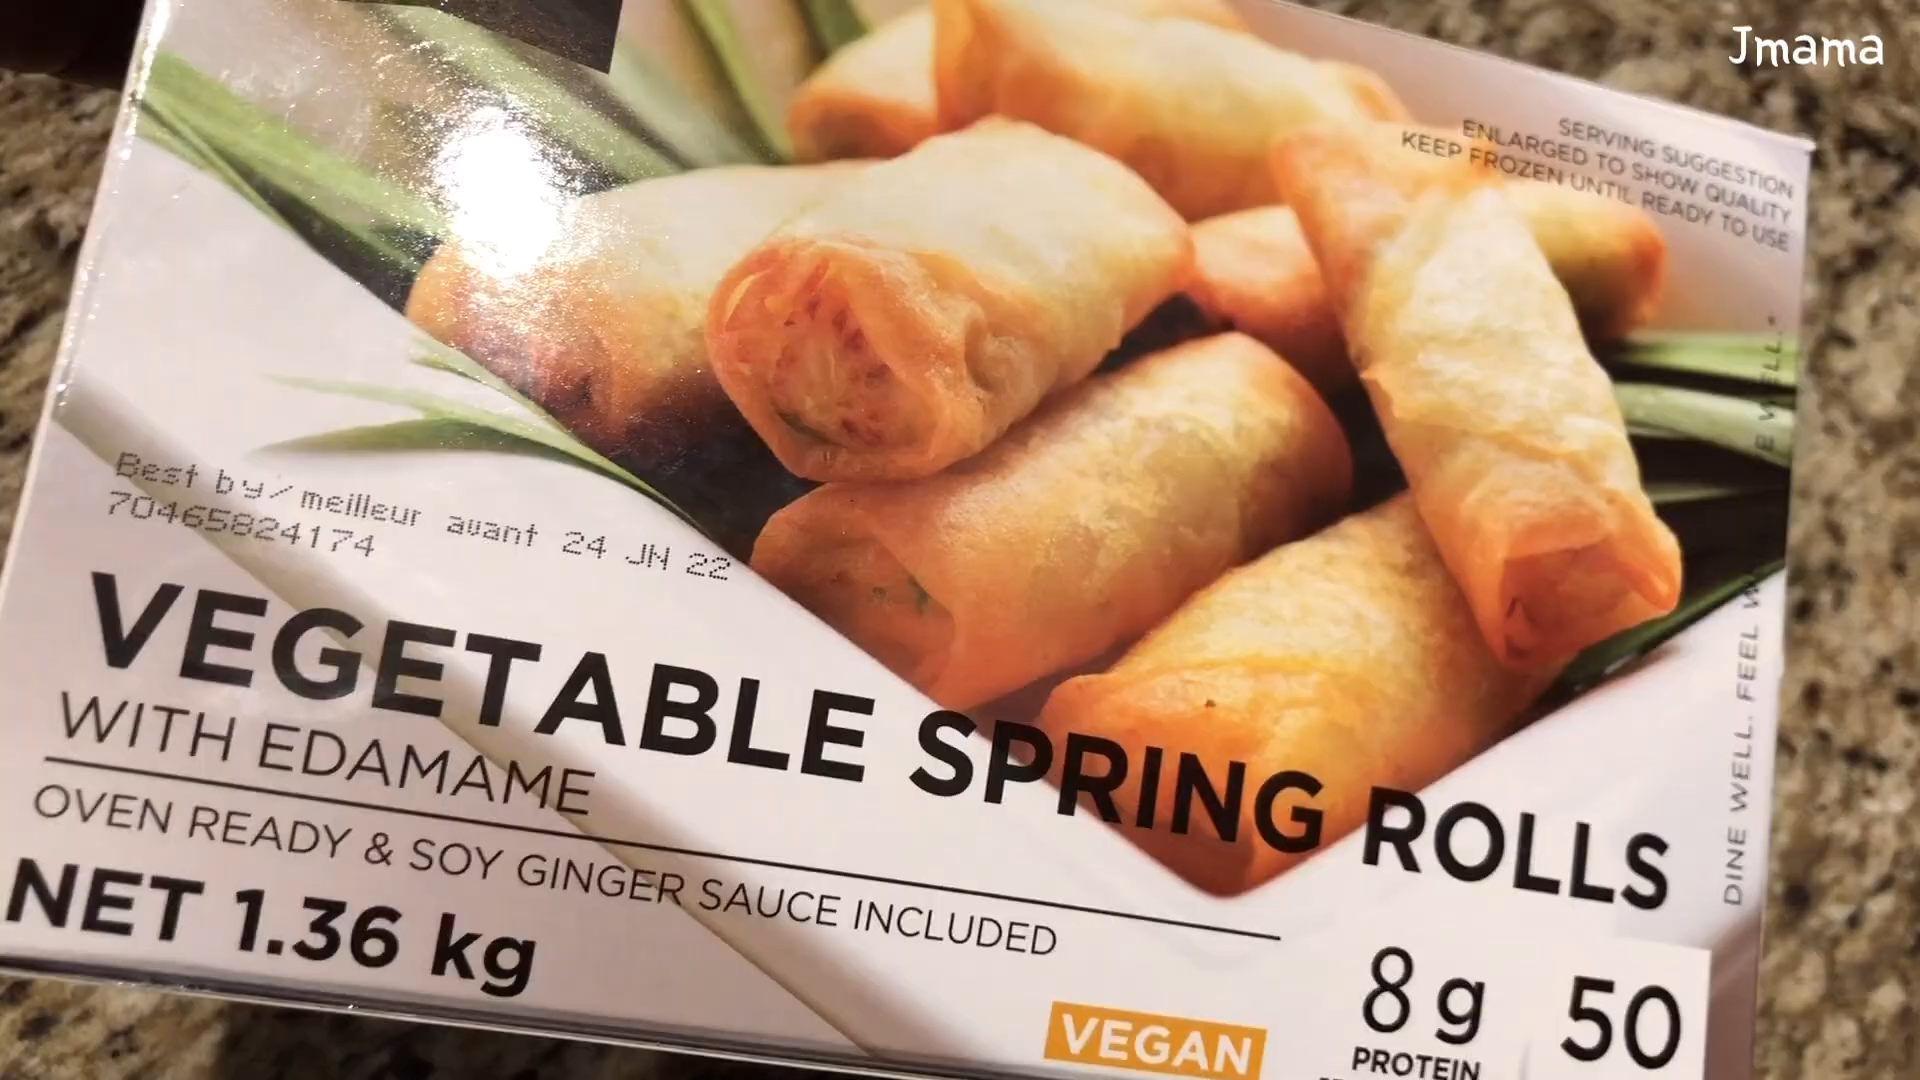 Jmama
SERVING SUGGESTION
ENLARGED TO SHOW QUALITY
KEEP FROZEN UNTIL READY TO USE
Best by/meilleur avant 24 JN 22
70465824174
VEGETABLE SPRING ROLLS
WITH EDAMAME
OVEN READY & SOY GINGER SAUCE INCLUDED
NET 1.36 kg
VEGAN
8 g
PROTEIN
50
DINE WELL. FEEL
WELL.